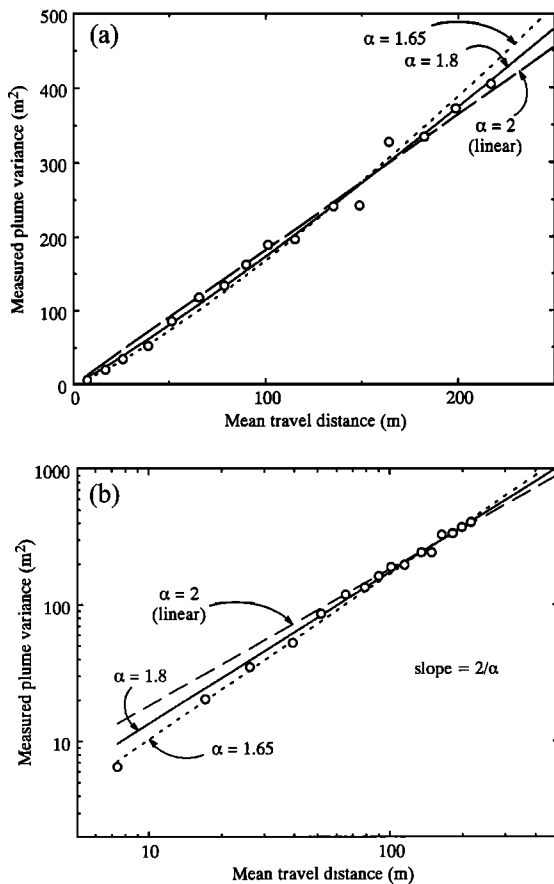 (a)
500
400
300
200
100
0
Measured plume variance (m²)
α = 1.65
α = 1.8
α = 2
(linear)
0
100
200
Mean travel distance (m)
(b)
1000
100
10
Measured plume variance (m²)
α = 2
(linear)
α = 1.8
α = 1.65
slope = 2/α
10
100
Mean travel distance (m)